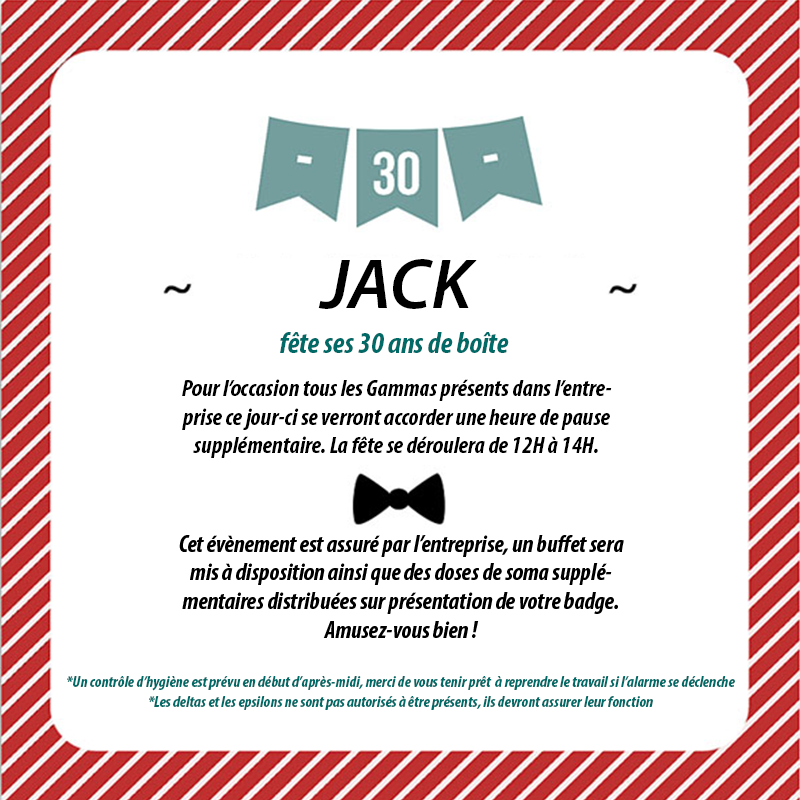 - 30 -
~ JACK ~
fête ses 30 ans de boîte
Pour l'occasion tous les Gammas présents dans l'entre-
prise ce jour-ci se verront accorder une heure de pause
supplémentaire. La fête se déroulera de 12H à 14H.
Cet évènement est assuré par l'entreprise, un buffet sera
mis à disposition ainsi que des doses de soma supplé-
mentaires distribuées sur présentation de votre badge.
Amusez-vous bien !
*Un contrôle d'hygiène est prévu en début d'après-midi, merci de vous tenir prêt à reprendre le travail si l'alarme se déclenche
*Les deltas et les epsilons ne sont pas autorisés à être présents, ils devront assurer leur fonction